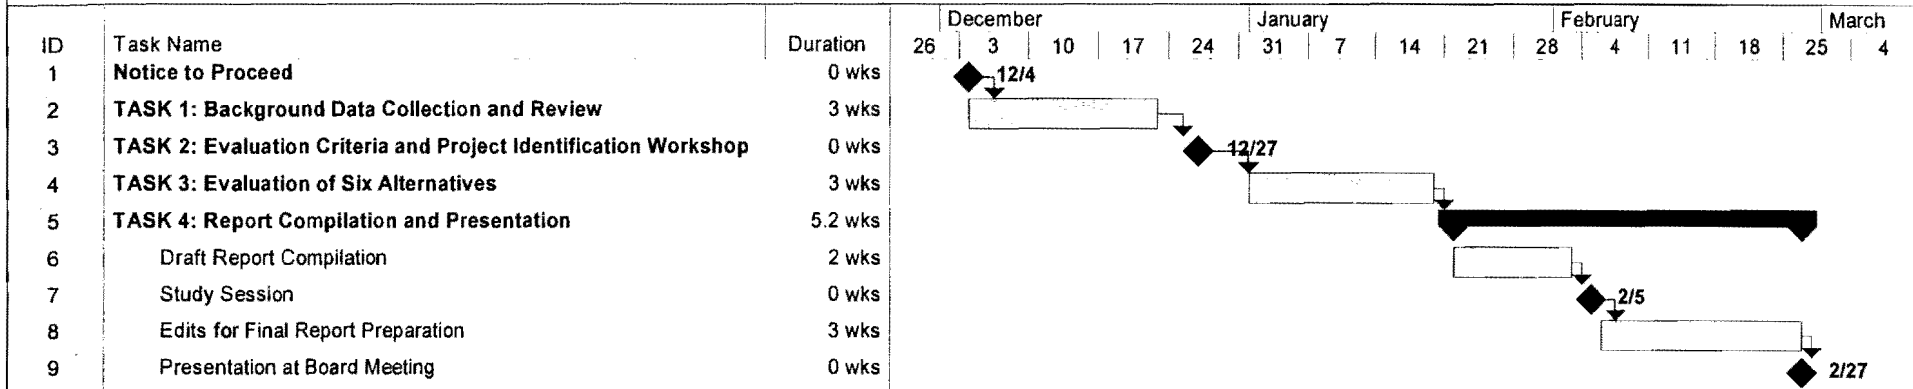 December January February March
ID Task Name Duration 26 3 10 17 24 31 7 14 21 28 4 11 18 25 4
1 Notice to Proceed 0 wks 12/4
2 TASK 1: Background Data Collection and Review 3 wks
3 TASK 2: Evaluation Criteria and Project Identification Workshop 0 wks 12/27
4 TASK 3: Evaluation of Six Alternatives 3 wks
5 TASK 4: Report Compilation and Presentation 5.2 wks
6 Draft Report Compilation 2 wks
7 Study Session 0 wks 2/5
8 Edits for Final Report Preparation 3 wks
9 Presentation at Board Meeting 0 wks 2/27